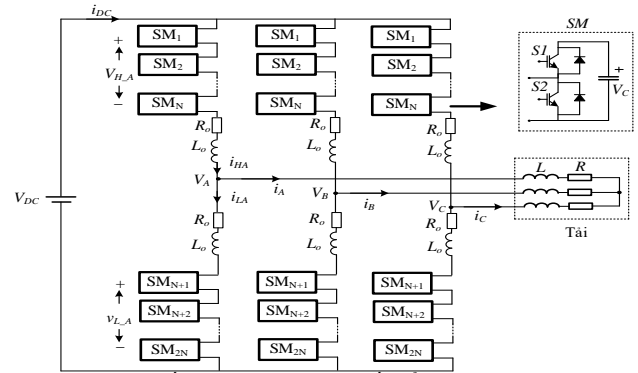 i_DC
SM_1 SM_1 SM_1 SM
+ S1
V_H_A SM_2 SM_2 SM_2 S2 + V_C
−
SM_N SM_N SM_N
R_o R_o R_o
L_o L_o L_o
i_HA L R
V_A i_A
V_DC V_B i_B
i_LA V_C i_C
R_o R_o R_o Tải
L_o L_o L_o
+ SM_N+1 SM_N+1 SM_N+1
v_L_A SM_N+2 SM_N+2 SM_N+2
−
SM_2N SM_2N SM_2N